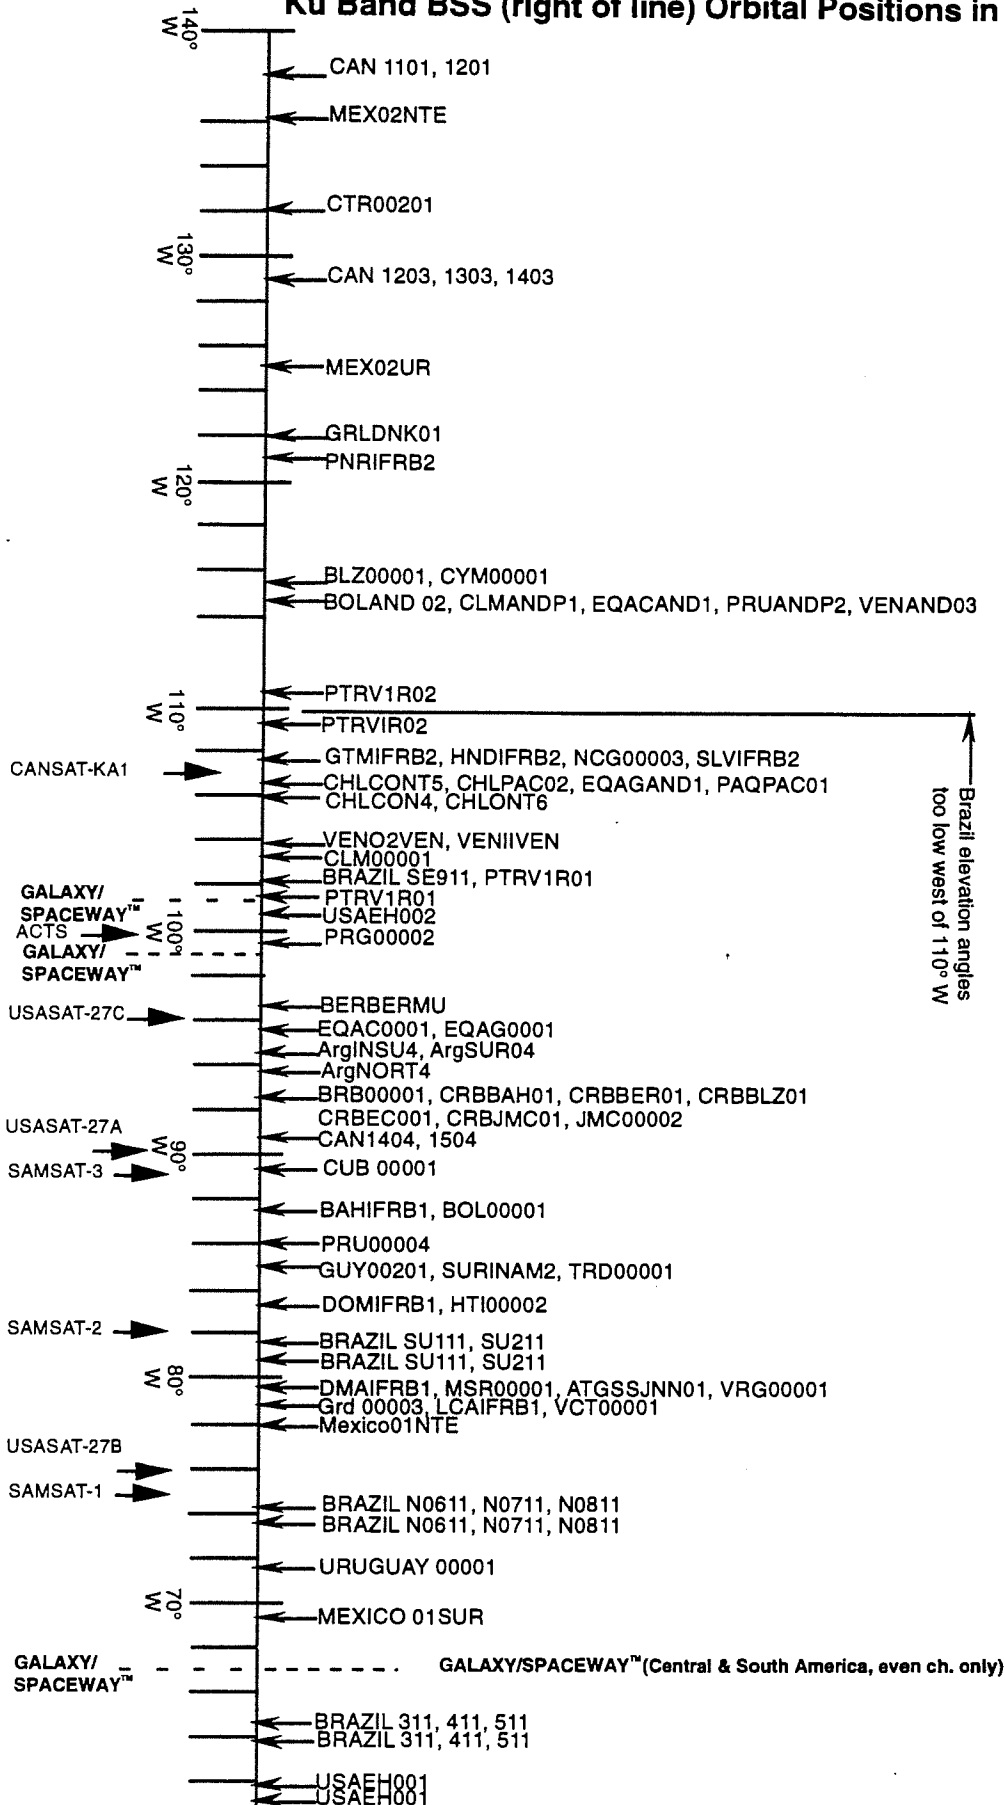 Ku Band BSS (right of line) Orbital Positions in
140°
W
CAN 1101, 1201
MEX02NTE
CTR00201
130°
W
CAN 1203, 1303, 1403
MEX02UR
GRLDNK01
PNRIFRB2
120°
W
BLZ00001, CYM00001
BOLAND 02, CLMANDP1, EQACAND1, PRUANDP2, VENAND03
PTRV1R02
110°
W
PTRVIR02
GTMIFRB2, HNDIFRB2, NCG00003, SLVIFRB2
CANSAT-KA1
CHLCONT5, CHLPAC02, EQAGAND1, PAQPAC01
CHLCON4, CHLONT6
Brazil elevation angles
too low west of 110° W
VENO2VEN, VENIIVEN
CLM00001
BRAZIL SE911, PTRV1R01
GALAXY/
SPACEWAY™
PTRV1R01
USAEH002
ACTS
100°
W
PRG00002
GALAXY/
SPACEWAY™
BERBERMU
USASAT-27C
EQAC0001, EQAG0001
ArgINSU4, ArgSUR04
ArgNORT4
BRB00001, CRBBAH01, CRBBER01, CRBBLZ01
CRBEC001, CRBJMC01, JMC00002
USASAT-27A
CAN1404, 1504
90°
W
SAMSAT-3
CUB 00001
BAHIFRB1, BOL00001
PRU00004
GUY00201, SURINAM2, TRD00001
DOMIFRB1, HTI00002
SAMSAT-2
BRAZIL SU111, SU211
BRAZIL SU111, SU211
80°
W
DMAIFRB1, MSR00001, ATGSSJNN01, VRG00001
Grd 00003, LCAIFRB1, VCT00001
Mexico01NTE
USASAT-27B
SAMSAT-1
BRAZIL N0611, N0711, N0811
BRAZIL N0611, N0711, N0811
URUGUAY 00001
70°
W
MEXICO 01SUR
GALAXY/
SPACEWAY™
GALAXY/SPACEWAY™(Central & South America, even ch. only)
BRAZIL 311, 411, 511
BRAZIL 311, 411, 511
USAEH001
USAEH001